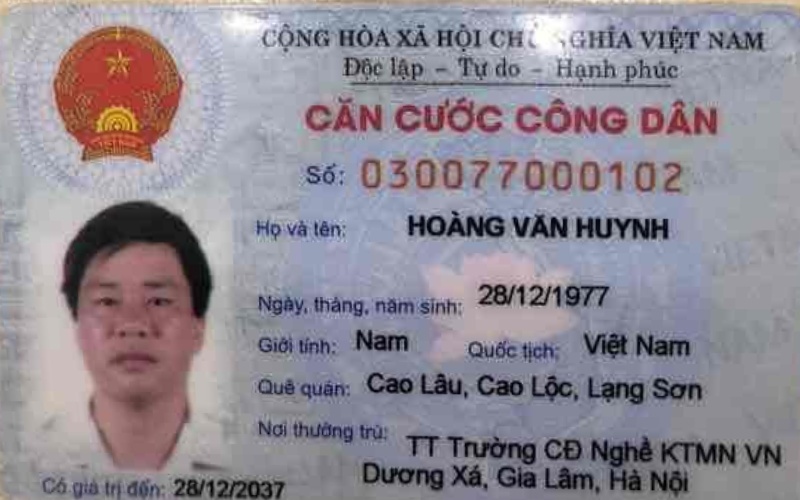 CỘNG HÒA XÃ HỘI CHỦ NGHĨA VIỆT NAM
Độc lập – Tự do – Hạnh phúc
CĂN CƯỚC CÔNG DÂN
Số: 030077000102
Họ và tên: HOÀNG VĂN HUYNH
Ngày, tháng, năm sinh: 28/12/1977
Giới tính: Nam Quốc tịch: Việt Nam
Quê quán: Cao Lâu, Cao Lộc, Lạng Sơn
Nơi thường trú: TT Trường CĐ Nghề KTMN VN
Dương Xá, Gia Lâm, Hà Nội
Có giá trị đến: 28/12/2037